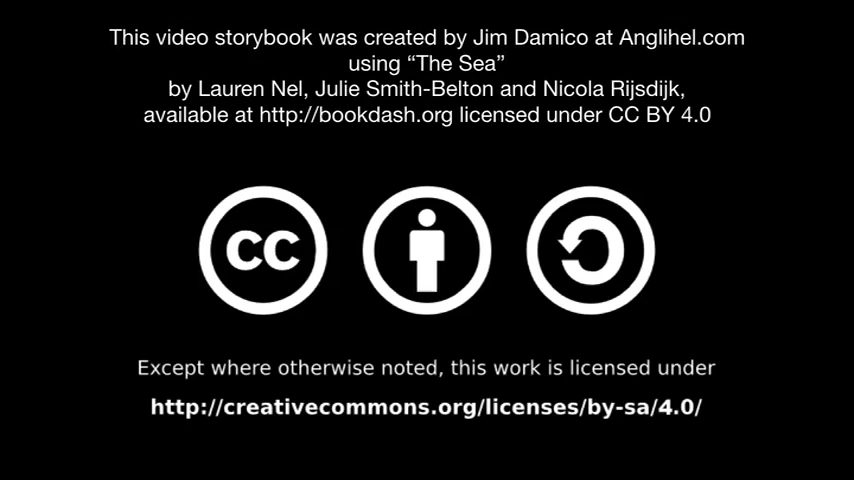 This video storybook was created by Jim Damico at Anglihel.com
using “The Sea”
by Lauren Nel, Julie Smith-Belton and Nicola Rijsdijk,
available at http://bookdash.org licensed under CC BY 4.0
cc
Except where otherwise noted, this work is licensed under
http://creativecommons.org/licenses/by-sa/4.0/